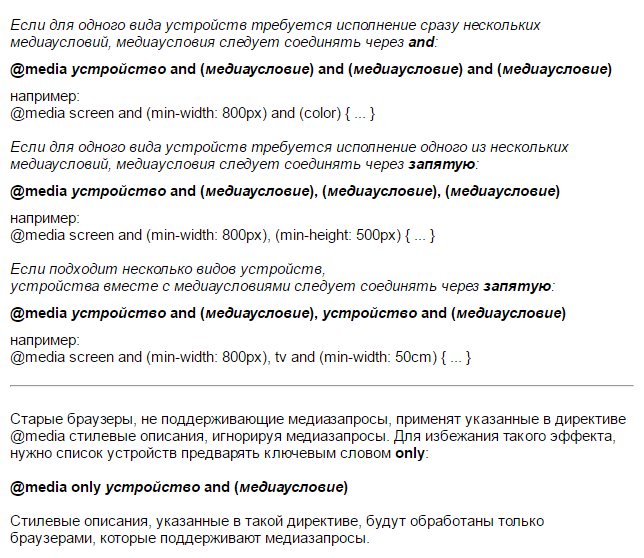 Если для одного вида устройств требуется исполнение сразу нескольких
медиаусловий, медиаусловия следует соединять через and:
@media устройство and (медиаусловие) and (медиаусловие) and (медиаусловие)
например:
@media screen and (min-width: 800px) and (color) { ... }
Если для одного вида устройств требуется исполнение одного из нескольких
медиаусловий, медиаусловия следует соединять через запятую:
@media устройство and (медиаусловие), (медиаусловие), (медиаусловие)
например:
@media screen and (min-width: 800px), (min-height: 500px) { ... }
Если подходит несколько видов устройств,
устройства вместе с медиаусловиями следует соединять через запятую:
@media устройство and (медиаусловие), устройство and (медиаусловие)
например:
@media screen and (min-width: 800px), tv and (min-width: 50cm) { ... }
Старые браузеры, не поддерживающие медиазапросы, применят указанные в директиве
@media стилевые описания, игнорируя медиазапросы. Для избежания такого эффекта,
нужно список устройств предварять ключевым словом only:
@media only устройство and (медиаусловие)
Стилевые описания, указанные в такой директиве, будут обработаны только
браузерами, которые поддерживают медиазапросы.